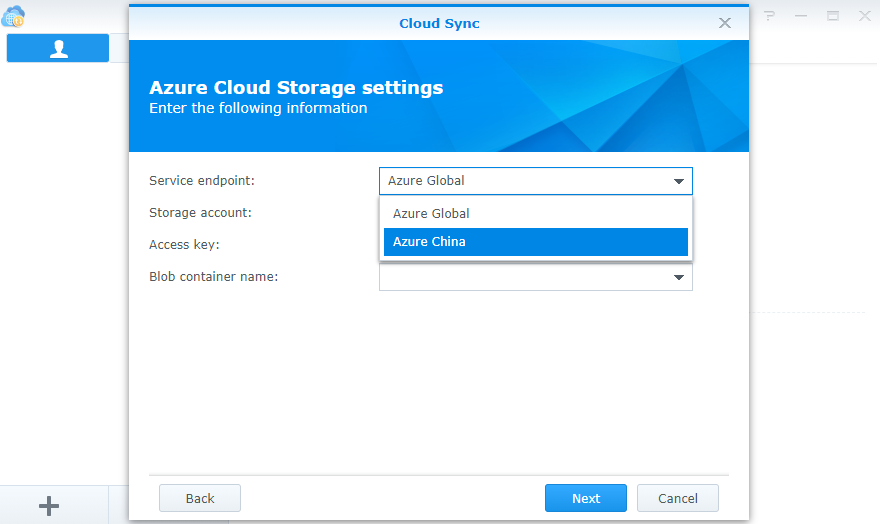 Cloud Sync
Azure Cloud Storage settings
Enter the following information
Service endpoint:
Azure Global
Storage account:
Azure Global
Access key:
Azure China
Blob container name:
Back
Next
Cancel